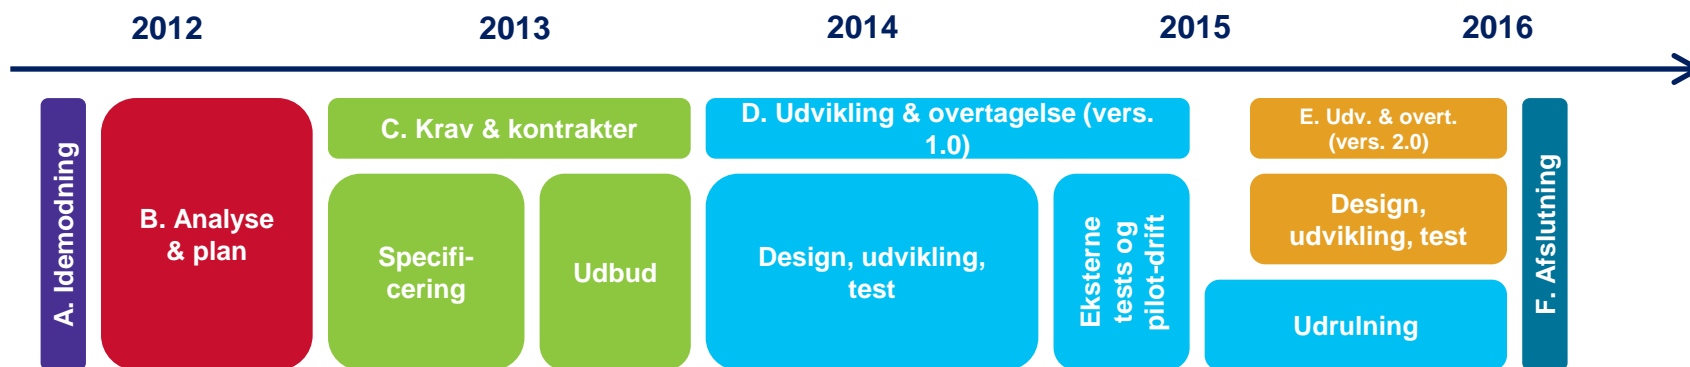 2012 2013 2014 2015 2016
A. Idemodning
B. Analyse
& plan
C. Krav & kontrakter
Specifi-
cering
Udbud
D. Udvikling & overtagelse (vers.
1.0)
Design, udvikling,
test
Eksterne
tests og
pilot-drift
E. Udv. & overt.
(vers. 2.0)
Design,
udvikling, test
Udrulning
F. Afslutning